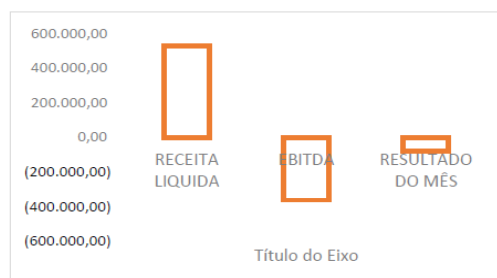 600.000,00
400.000,00
200.000,00
0,00
(200.000,00)
(400.000,00)
(600.000,00)
RECEITA
LIQUIDA
EBITDA
RESULTADO
DO MÊS
Título do Eixo